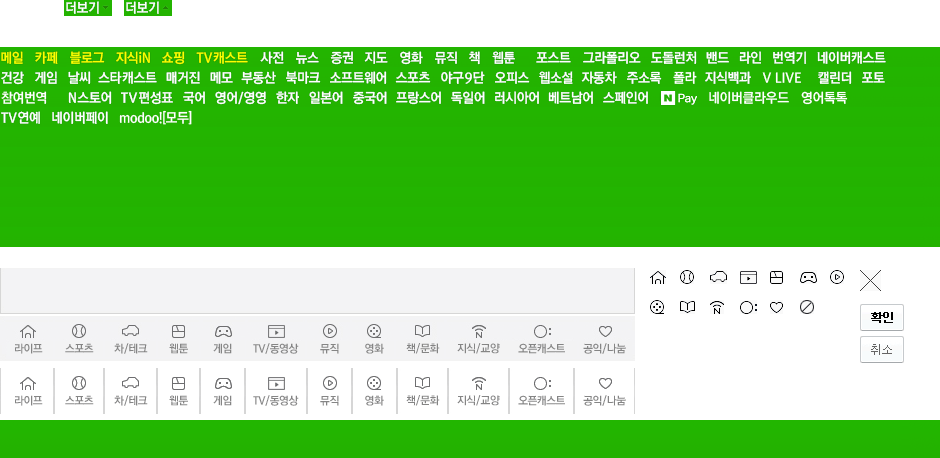 더보기 더보기
메일 카페 블로그 지식iN 쇼핑 TV캐스트 사전 뉴스 증권 지도 영화 뮤직 책 웹툰 포스트 그라폴리오 도돌런처 밴드 라인 번역기 네이버캐스트
건강 게임 날씨 스타캐스트 매거진 메모 부동산 북마크 소프트웨어 스포츠 야구9단 오피스 웹소설 자동차 주소록 폴라 지식백과 V LIVE 캘린더 포토
참여번역 N스토어 TV편성표 국어 영어/영영 한자 일본어 중국어 프랑스어 독일어 러시아어 베트남어 스페인어 N Pay 네이버클라우드 영어톡톡
TV연예 네이버페이 modoo![모두]
라이프 스포츠 차/테크 웹툰 게임 TV/동영상 뮤직 영화 책/문화 지식/교양 오픈캐스트 공익/나눔
확인
취소
라이프 스포츠 차/테크 웹툰 게임 TV/동영상 뮤직 영화 책/문화 지식/교양 오픈캐스트 공익/나눔